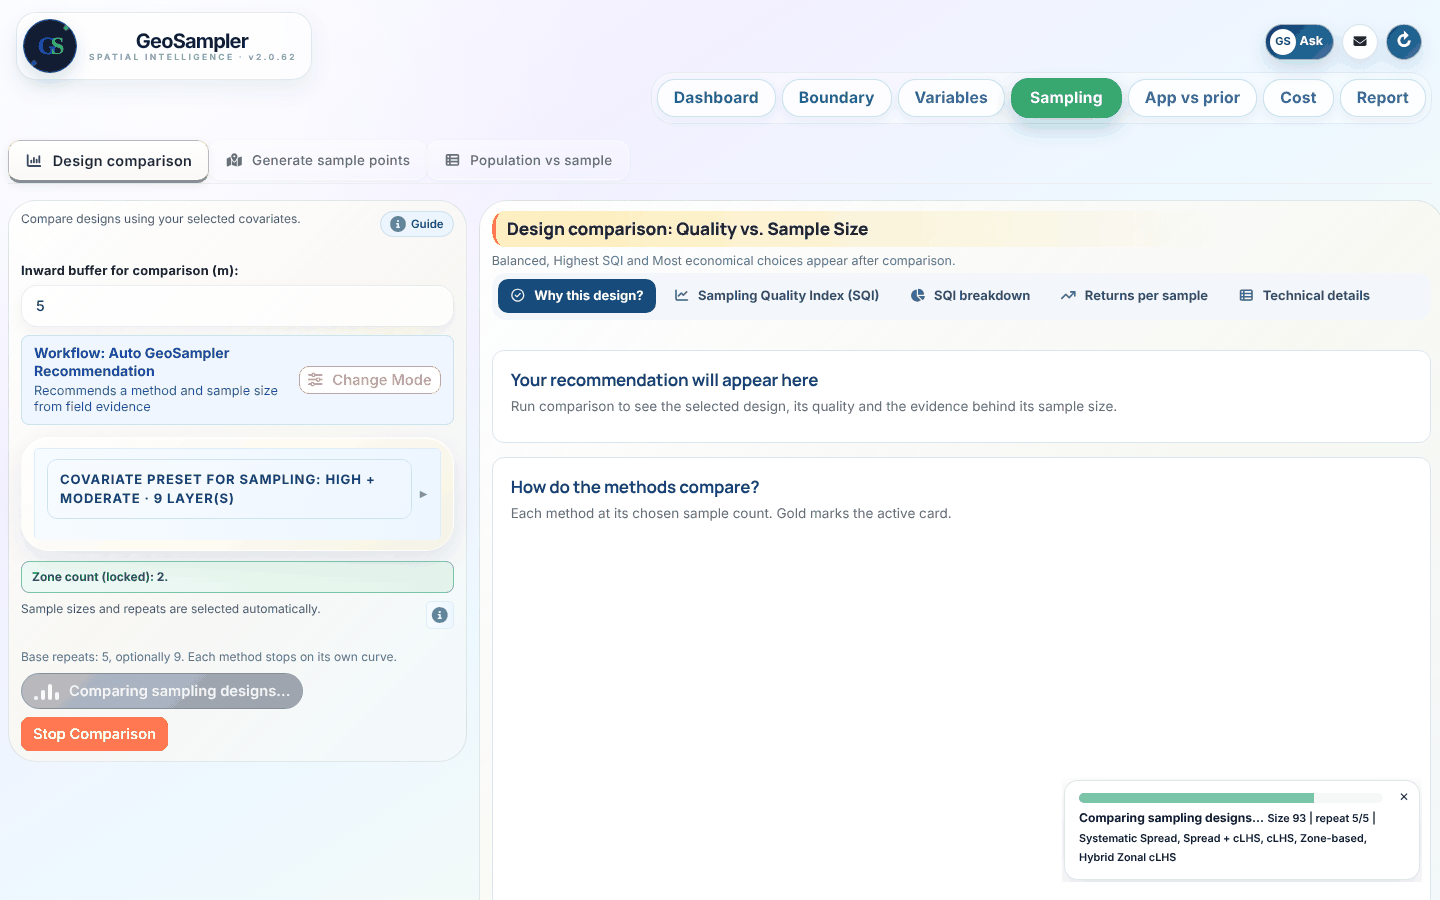 GS
GeoSampler
SPATIAL INTELLIGENCE · v2.0.62
GS Ask
Dashboard
Boundary
Variables
Sampling
App vs prior
Cost
Report
Design comparison
Generate sample points
Population vs sample
Compare designs using your selected covariates.
Guide
Inward buffer for comparison (m):
5
Workflow: Auto GeoSampler
Recommendation
Recommends a method and sample size
from field evidence
Change Mode
COVARIATE PRESET FOR SAMPLING: HIGH +
MODERATE · 9 LAYER(S)
Zone count (locked): 2.
Sample sizes and repeats are selected automatically.
Base repeats: 5, optionally 9. Each method stops on its own curve.
Comparing sampling designs...
Stop Comparison
Design comparison: Quality vs. Sample Size
Balanced, Highest SQI and Most economical choices appear after comparison.
Why this design?
Sampling Quality Index (SQI)
SQI breakdown
Returns per sample
Technical details
Your recommendation will appear here
Run comparison to see the selected design, its quality and the evidence behind its sample size.
How do the methods compare?
Each method at its chosen sample count. Gold marks the active card.
Comparing sampling designs... Size 93 | repeat 5/5 |
Systematic Spread, Spread + cLHS, cLHS, Zone-based,
Hybrid Zonal cLHS